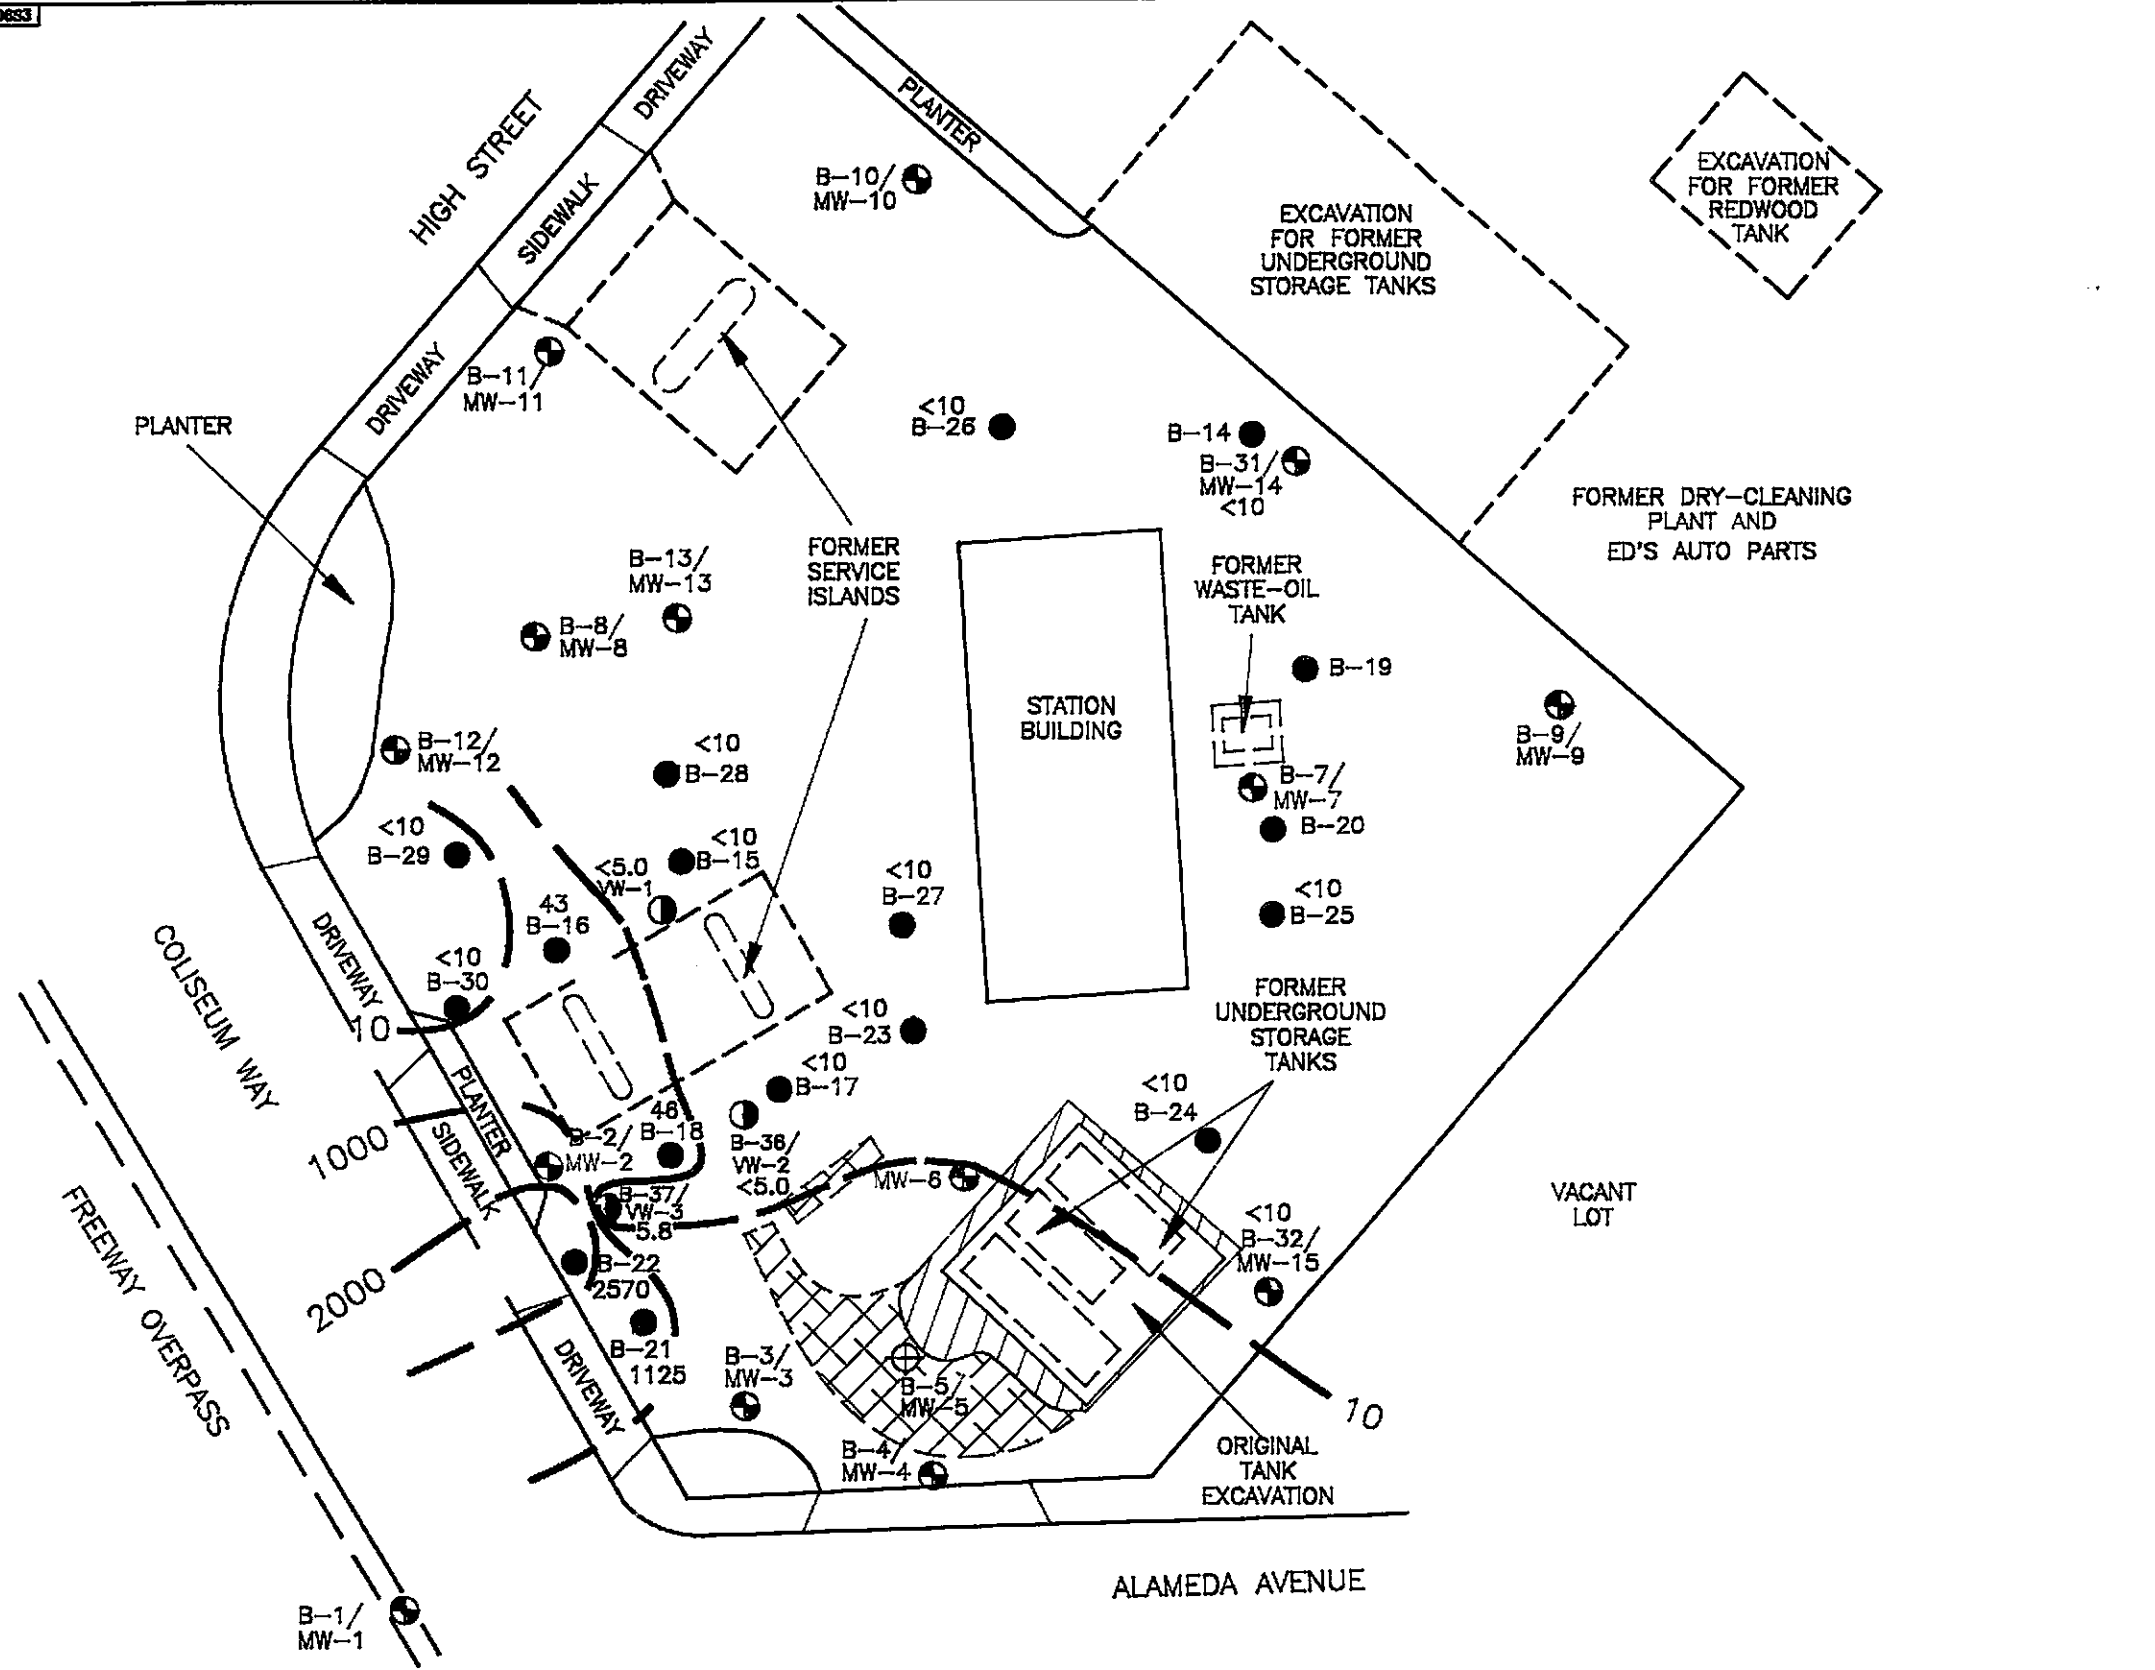 DRIVEWAY
PLANTER
HIGH STREET
SIDEWALK
B-10/
MW-10
EXCAVATION
FOR FORMER
REDWOOD
TANK
EXCAVATION
FOR FORMER
UNDERGROUND
STORAGE TANKS
DRIVEWAY
B-11/
MW-11
PLANTER
<10
B-26
B-14
B-31/
MW-14
<10
FORMER DRY-CLEANING
PLANT AND
ED'S AUTO PARTS
FORMER
SERVICE
ISLANDS
B-13/
MW-13
B-8/
MW-8
FORMER
WASTE-OIL
TANK
B-19
STATION
BUILDING
B-9/
MW-9
B-12/
MW-12
<10
B-28
B-7/
MW-7
B-20
<10
B-29
<10
B-15
<5.0
VW-1
<10
B-27
<10
B-25
43
B-16
<10
B-30
DRIVEWAY
COLISEUM WAY
10
<10
B-23
FORMER
UNDERGROUND
STORAGE
TANKS
<10
B-17
<10
B-24
PLANTER
SIDEWALK
1000
46
B-18
B-2/
MW-2
B-36/
VW-2
<5.0
MW-6
B-37/
VW-3
5.8
VACANT
LOT
<10
B-32/
MW-15
FREEWAY OVERPASS
2000
B-22
2570
B-21
1125
DRIVEWAY
B-3/
MW-3
B-5/
MW-5
10
B-4/
MW-4
ORIGINAL
TANK
EXCAVATION
ALAMEDA AVENUE
B-1/
MW-1